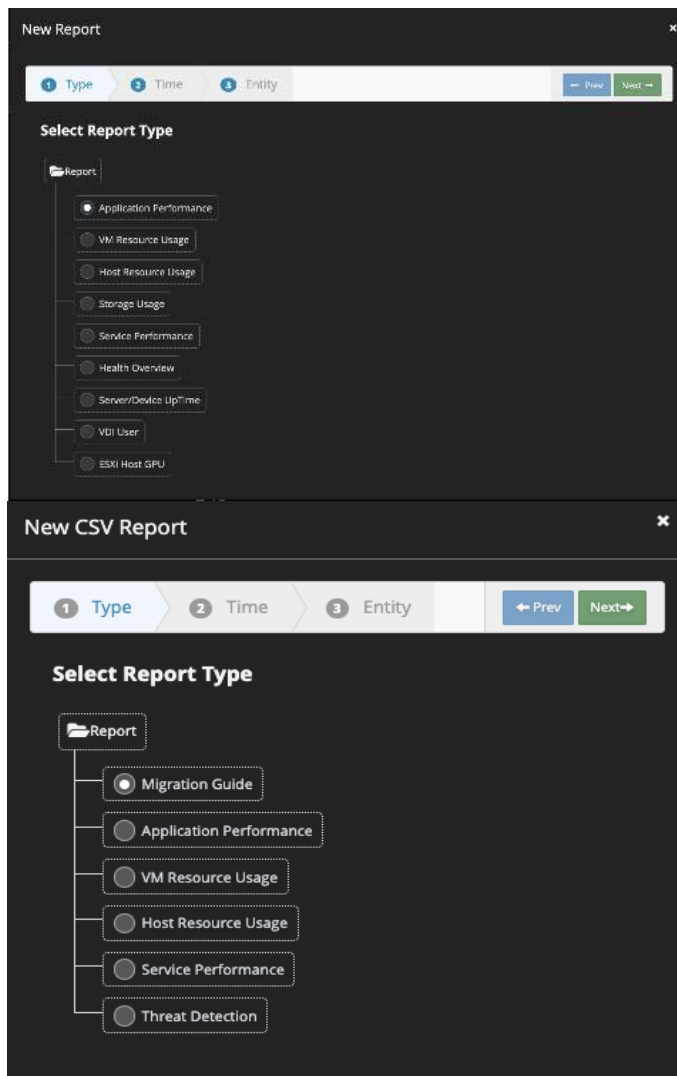 New Report ×
1 Type 2 Time 3 Entity ← Prev Next →
Select Report Type
Report
Application Performance
VM Resource Usage
Host Resource Usage
Storage Usage
Service Performance
Health Overview
Server/Device UpTime
VDI User
ESXi Host GPU
New CSV Report ×
1 Type 2 Time 3 Entity ← Prev Next→
Select Report Type
Report
Migration Guide
Application Performance
VM Resource Usage
Host Resource Usage
Service Performance
Threat Detection